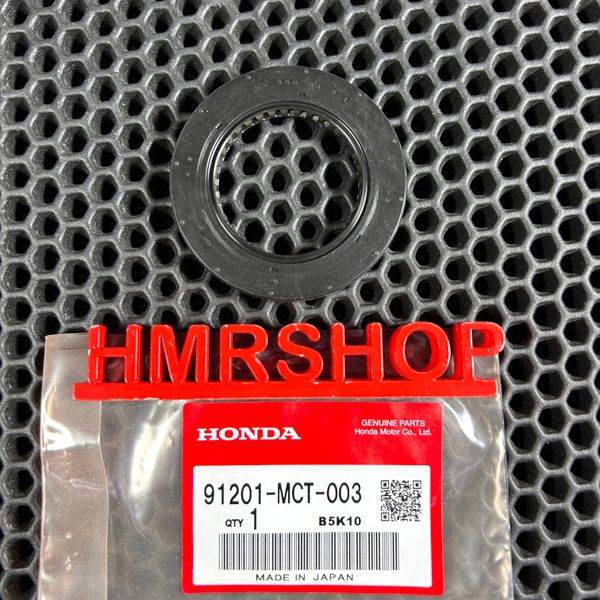 HMRSHOP
HONDA
GENUINE PARTS
Honda Motor Co., Ltd.
91201-MCT-003
QTY 1 B5K10
MADE IN JAPAN